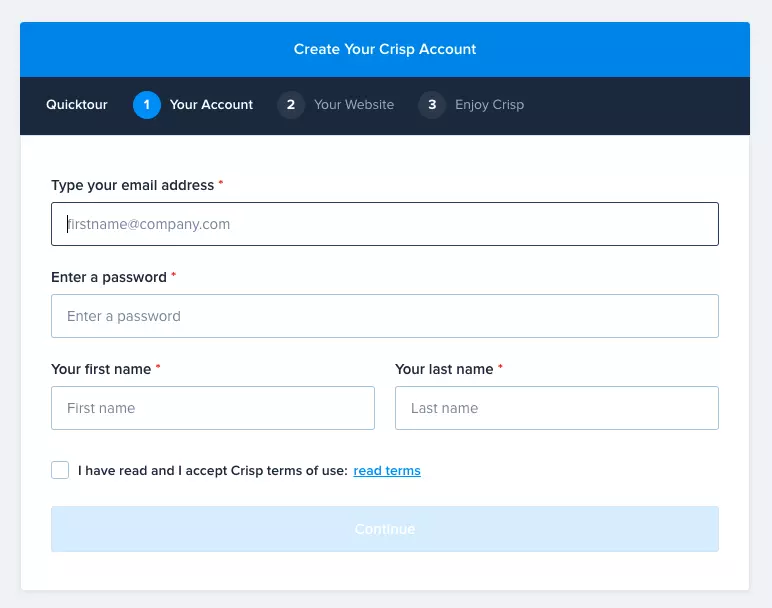 Create Your Crisp Account
Quicktour 1 Your Account 2 Your Website 3 Enjoy Crisp
Type your email address *
firstname@company.com
Enter a password *
Enter a password
Your first name * Your last name *
First name Last name
I have read and I accept Crisp terms of use: read terms
Continue